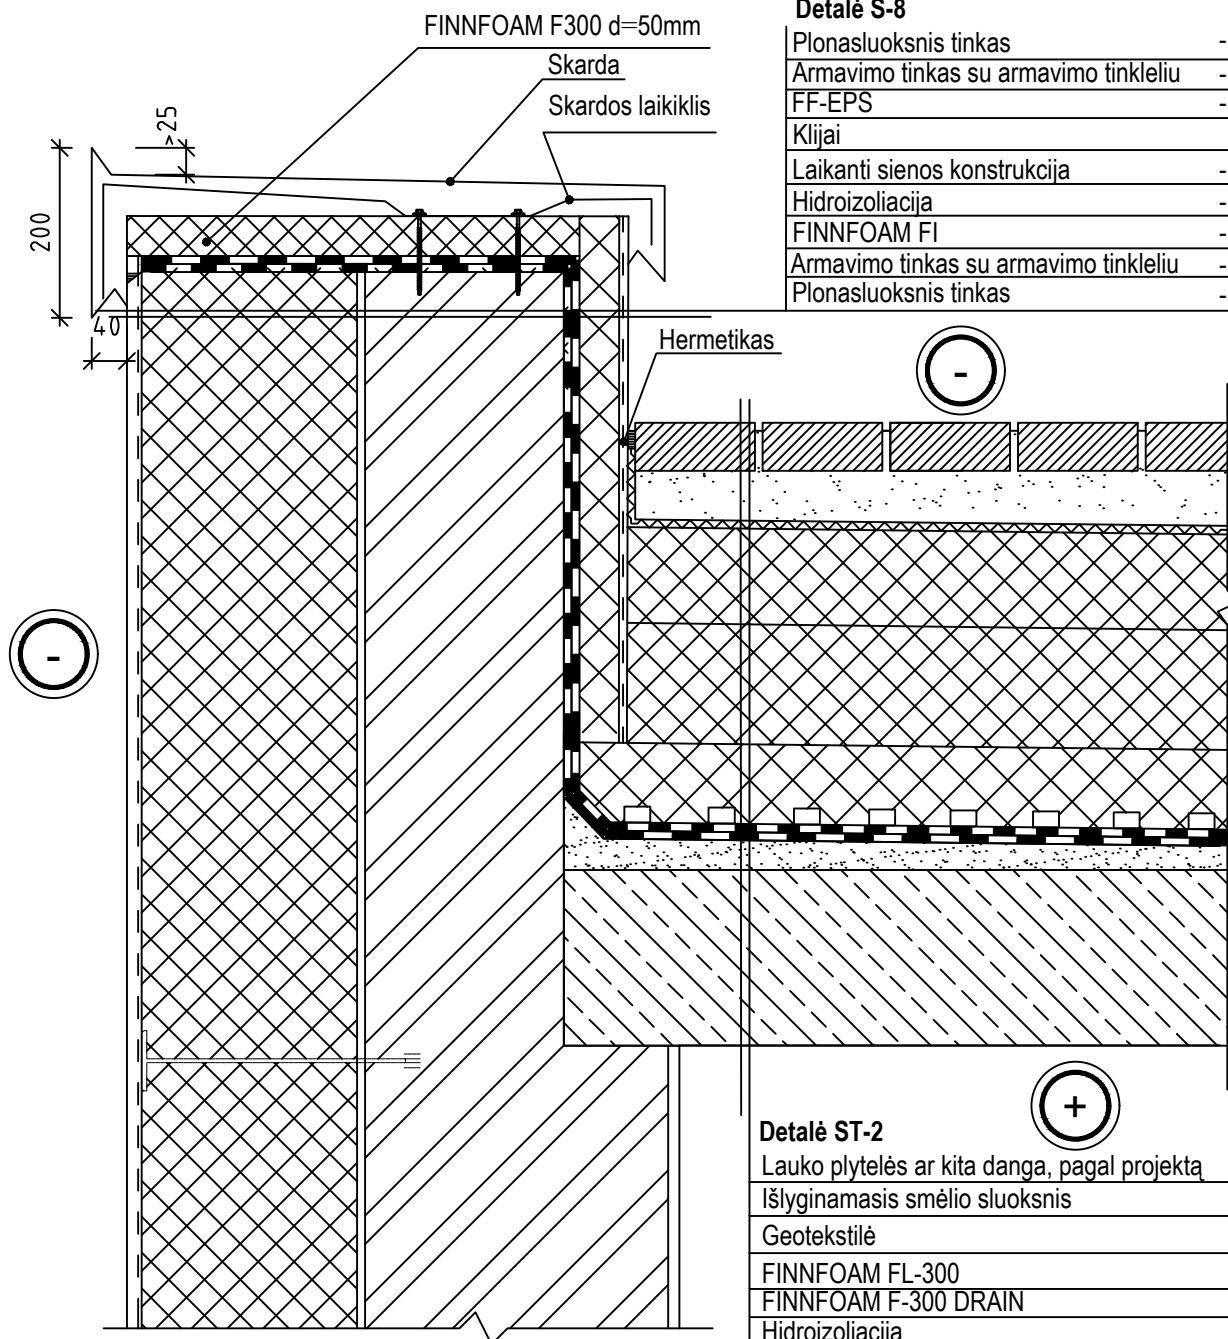 FINNFOAM F300 d=50mm
Skarda
Skardos laikiklis
>25
200
40
Detalė S-8
Plonasluoksnis tinkas -
Armavimo tinkas su armavimo tinkleliu -
FF-EPS -
Klijai
Laikanti sienos konstrukcija -
Hidroizoliacija -
FINNFOAM FI -
Armavimo tinkas su armavimo tinkleliu -
Plonasluoksnis tinkas -
Hermetikas
-
-
+
Detalė ST-2
Lauko plytelės ar kita danga, pagal projektą
Išlyginamasis smėlio sluoksnis
Geotekstilė
FINNFOAM FL-300
FINNFOAM F-300 DRAIN
Hidroizoliacija